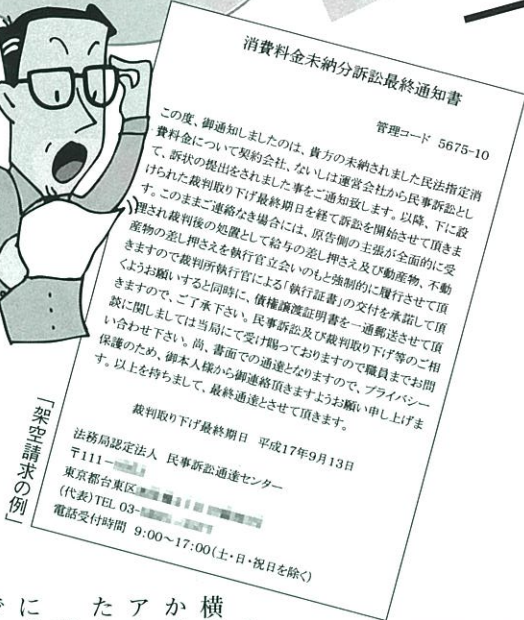 消費料金未納分訴訟最終通知書
管理コード 5675-10
この度、御通知しましたのは、貴方の未納されました民法指定消
費料金について契約会社、ないしは運営会社から民事訴訟とし
て、訴状の提出をされました事をご通知致します。以降、下に設
けられた裁判取り下げ最終期日を経て訴訟を開始させて頂きま
す。このままご連絡なき場合には、原告側の主張が全面的に受
理され裁判後の処置として給与の差し押さえ及び動産物、不動
産物の差し押さえを執行官立会いのもと強制的に履行させて頂
きますので裁判所執行官による「執行証書」の交付を承諾して頂
くようお願いすると同時に、債権譲渡証明書を一通郵送させて頂
きますので、ご了承下さい。民事訴訟及び裁判取り下げ等のご相
談に関しましては当局にて受け賜っておりますので職員までお問
い合わせ下さい。尚、書面での通達となりますので、プライバシー
保護のため、御本人様から御連絡頂きますようお願い申し上げま
す。以上を持ちまして、最終通達とさせて頂きます。
裁判取り下げ最終期日 平成17年9月13日
法務局認定法人 民事訴訟通達センター
〒111-
東京都台東区
(代表)TEL 03-
電話受付時間 9:00〜17:00(土・日・祝日を除く)
「架空請求の例」
横
か
ア
た
に